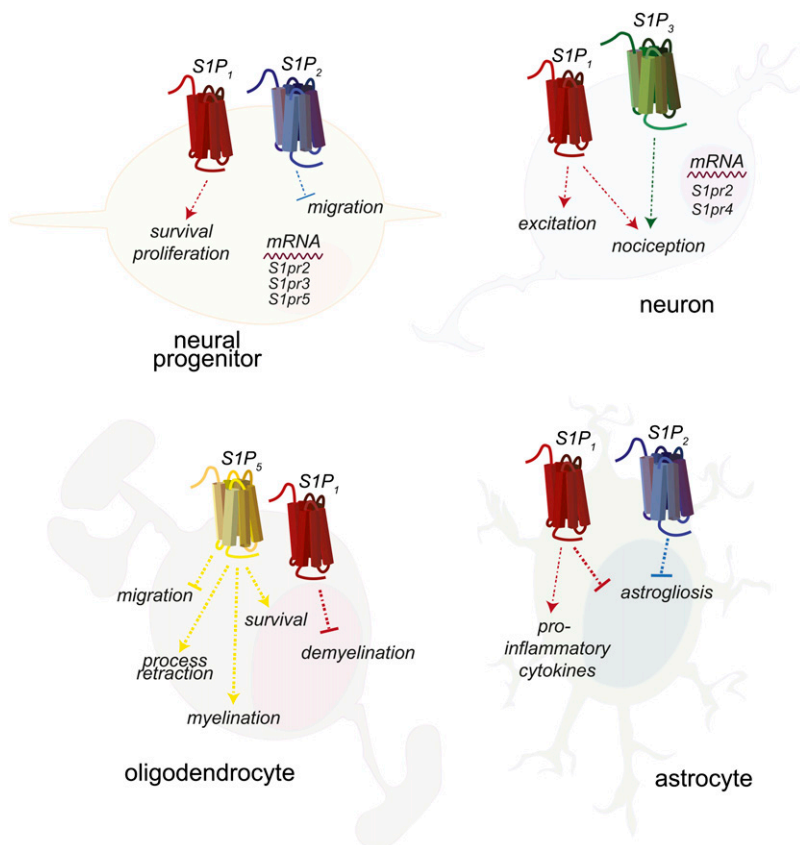 S1P1
S1P2
survival
proliferation
migration
mRNA
S1pr2
S1pr3
S1pr5
neural
progenitor
S1P1
S1P3
excitation
nociception
mRNA
S1pr2
S1pr4
neuron
S1P5
S1P1
migration
process
retraction
myelination
survival
demyelination
oligodendrocyte
S1P1
S1P2
pro-
inflammatory
cytokines
astrogliosis
astrocyte